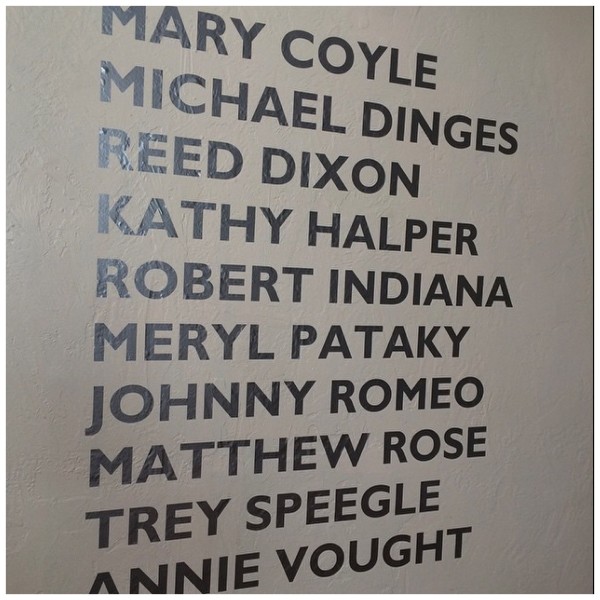 MARY COYLE
MICHAEL DINGES
REED DIXON
KATHY HALPER
ROBERT INDIANA
MERYL PATAKY
JOHNNY ROMEO
MATTHEW ROSE
TREY SPEEGLE
ANNIE VOUGHT